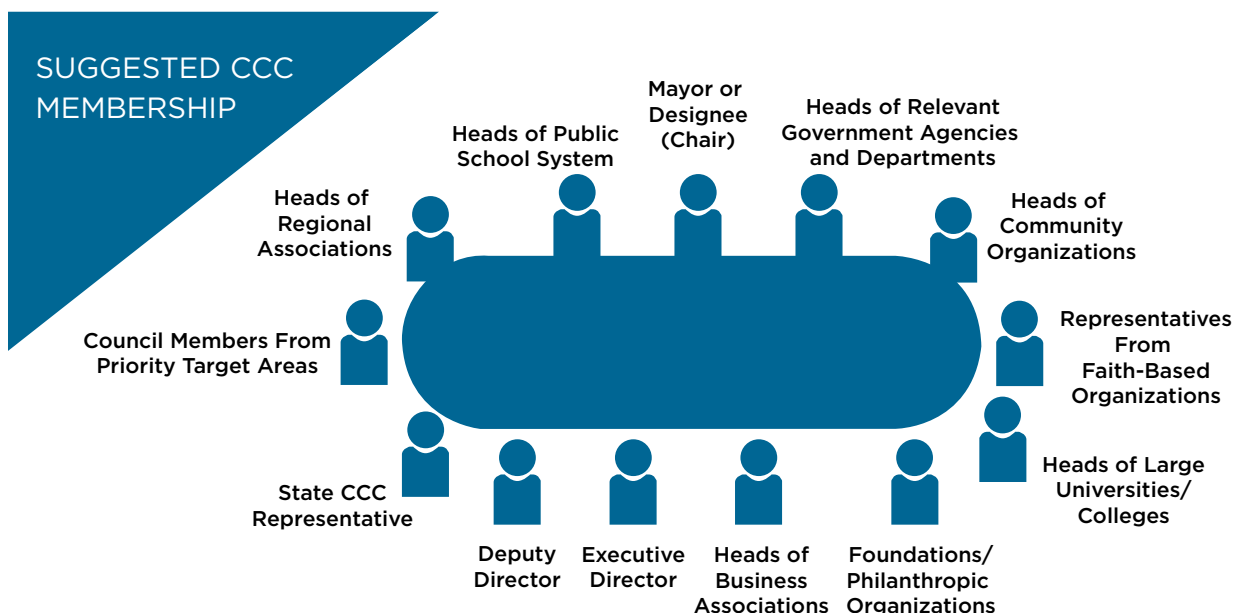 SUGGESTED CCC
MEMBERSHIP
Mayor or
Designee
(Chair)
Heads of Public
School System
Heads of Relevant
Government Agencies
and Departments
Heads of
Regional
Associations
Heads of
Community
Organizations
Council Members From
Priority Target Areas
Representatives
From
Faith-Based
Organizations
State CCC
Representative
Heads of Large
Universities/
Colleges
Deputy
Director
Executive
Director
Heads of
Business
Associations
Foundations/
Philanthropic
Organizations